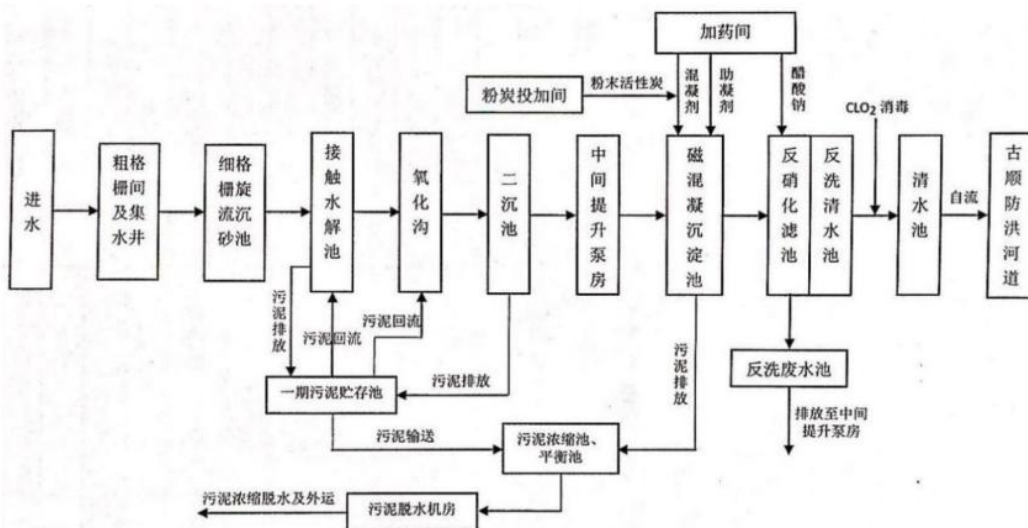 加药间
粉炭投加间
粉末活性炭
混凝剂
助凝剂
醋酸钠
CLO₂ 消毒
进水
粗格栅间及集水井
细格栅旋流沉砂池
接触水解池
氧化沟
二沉池
中间提升泵房
磁混凝沉淀池
反硝化滤池
反洗清水池
清水池
自流
古顺防洪河道
污泥排放
污泥回流
污泥回流
污泥排放
污泥排放
一期污泥贮存池
反洗废水池
污泥输送
污泥浓缩池、
平衡池
排放至中间
提升泵房
污泥浓缩脱水及外运
污泥脱水机房